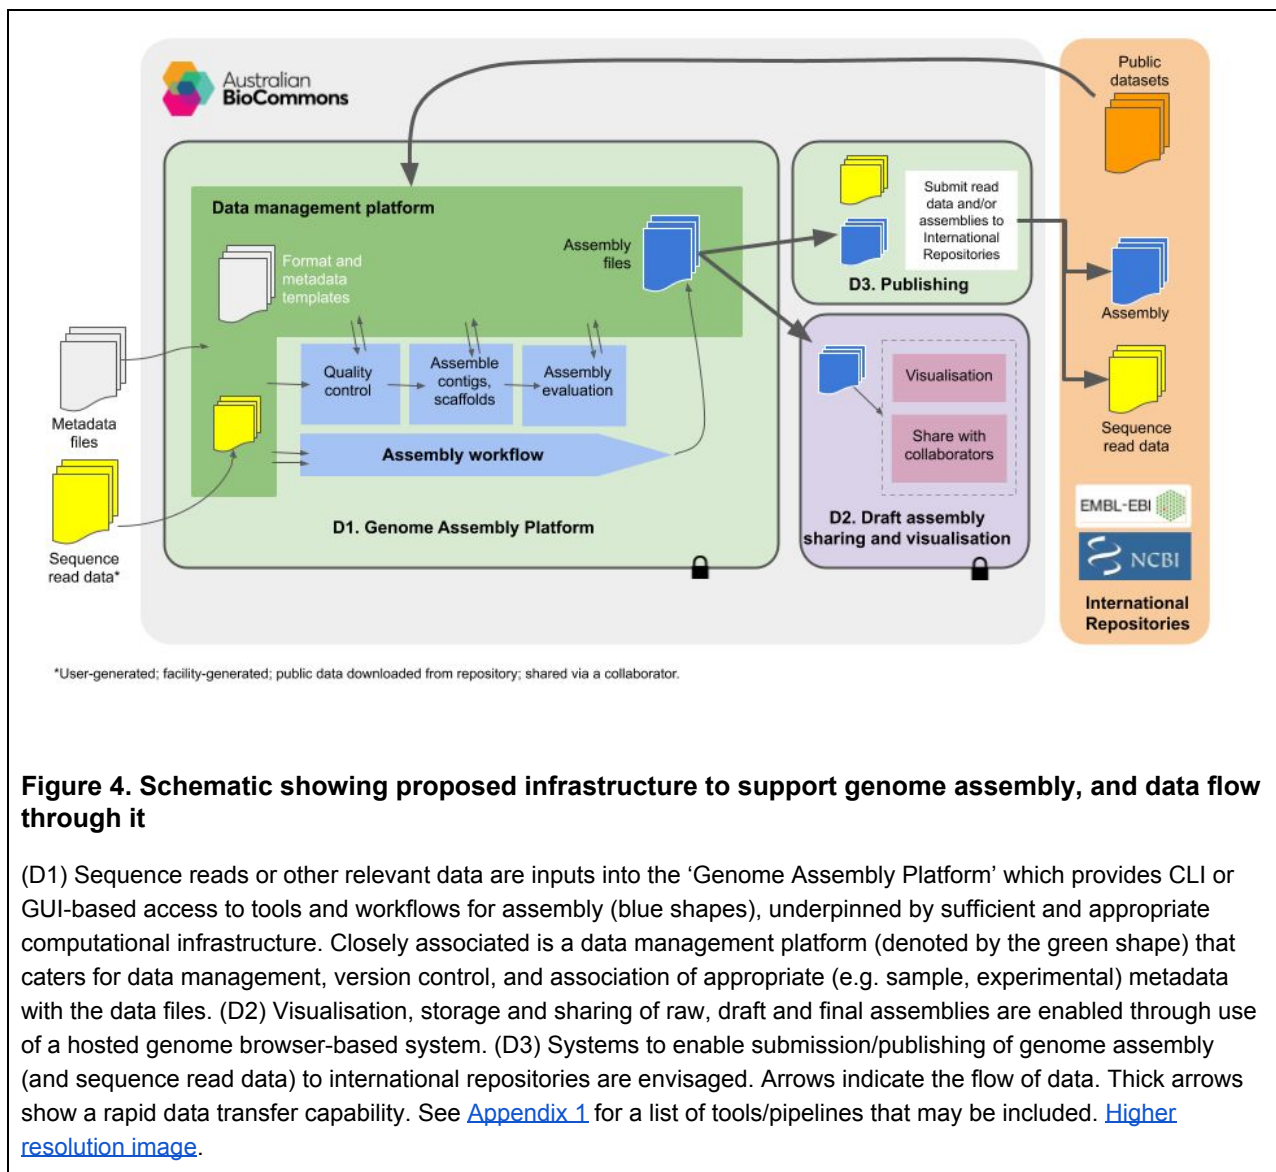 Australian
BioCommons
Public
datasets
Data management platform
Format and
metadata
templates
Assembly
files
Submit read
data and/or
assemblies to
International
Repositories
D3. Publishing
Assembly
Metadata
files
Quality
control
Assemble
contigs,
scaffolds
Assembly
evaluation
Assembly workflow
Visualisation
Share with
collaborators
Sequence
read data
Sequence
read data*
D1. Genome Assembly Platform
D2. Draft assembly
sharing and visualisation
EMBL-EBI
NCBI
International
Repositories
*User-generated; facility-generated; public data downloaded from repository; shared via a collaborator.
Figure 4. Schematic showing proposed infrastructure to support genome assembly, and data flow
through it
(D1) Sequence reads or other relevant data are inputs into the ‘Genome Assembly Platform’ which provides CLI or
GUI-based access to tools and workflows for assembly (blue shapes), underpinned by sufficient and appropriate
computational infrastructure. Closely associated is a data management platform (denoted by the green shape) that
caters for data management, version control, and association of appropriate (e.g. sample, experimental) metadata
with the data files. (D2) Visualisation, storage and sharing of raw, draft and final assemblies are enabled through use
of a hosted genome browser-based system. (D3) Systems to enable submission/publishing of genome assembly
(and sequence read data) to international repositories are envisaged. Arrows indicate the flow of data. Thick arrows
show a rapid data transfer capability. See Appendix 1 for a list of tools/pipelines that may be included. Higher
resolution image.